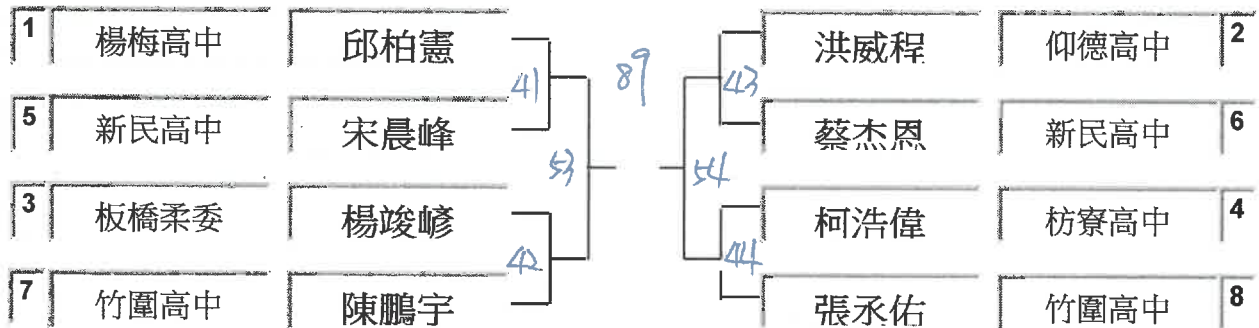 1 楊梅高中 邱柏憲 洪威程 仰德高中 2
41 89 43
5 新民高中 宋晨峰 蔡杰恩 新民高中 6
53 54
3 板橋柔委 楊竣嵃 柯浩偉 枋寮高中 4
42 44
7 竹圍高中 陳鵬宇 張丞佑 竹圍高中 8